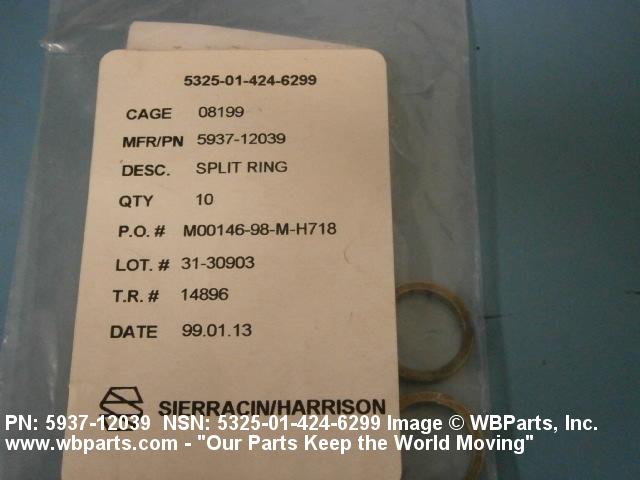 5325-01-424-6299
CAGE 08199
MFR/PN 5937-12039
DESC. SPLIT RING
QTY 10
P.O. # M00146-98-M-H718
LOT. # 31-30903
T.R. # 14896
DATE 99.01.13
SIERRACIN/HARRISON
PN: 5937-12039 NSN: 5325-01-424-6299 Image © WBParts, Inc.
www.wbparts.com - "Our Parts Keep the World Moving"